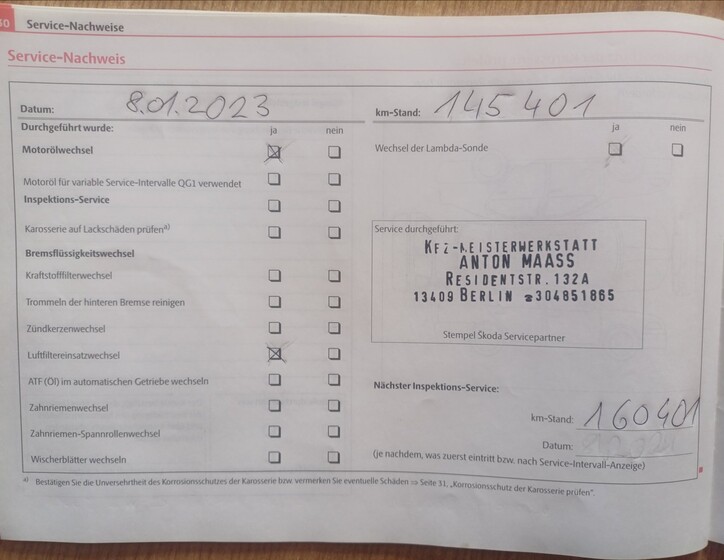 30 Service-Nachweise
Service-Nachweis
Datum: 8.01.2023
km-Stand: 145 401
Durchgeführt wurde: ja nein
ja nein
Motorölwechsel
Wechsel der Lambda-Sonde
Motoröl für variable Service-Intervalle QG1 verwendet
Inspektions-Service
Karosserie auf Lackschäden prüfen a)
Bremsflüssigkeitswechsel
Kraftstofffilterwechsel
Trommeln der hinteren Bremse reinigen
Zündkerzenwechsel
Luftfiltereinsatzwechsel
ATF (Öl) im automatischen Getriebe wechseln
Zahnriemenwechsel
Zahnriemen-Spannrollenwechsel
Wischerblätter wechseln
Service durchgeführt:
KFZ-MEISTERWERKSTATT
ANTON MAASS
RESIDENTSTR. 132A
13409 BERLIN ☎304851865
Stempel Škoda Servicepartner
Nächster Inspektions-Service:
km-Stand: 160401
Datum:
(je nachdem, was zuerst eintritt bzw. nach Service-Intervall-Anzeige)
a) Bestätigen Sie die Unversehrtheit des Korrosionsschutzes der Karosserie bzw. vermerken Sie eventuelle Schäden ⇒ Seite 31, „Korrosionsschutz der Karosserie prüfen".